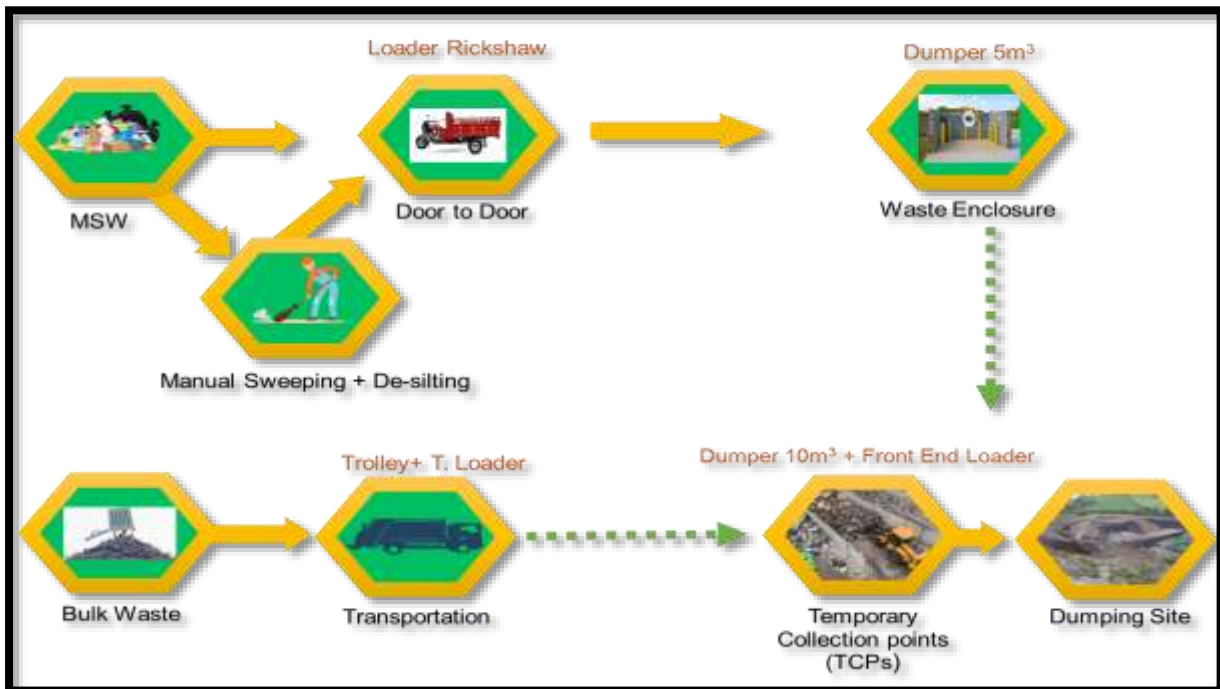 Loader Rickshaw
Dumper 5m³
MSW
Door to Door
Waste Enclosure
Manual Sweeping + De-silting
Trolley+ T. Loader
Dumper 10m³ + Front End Loader
Bulk Waste
Transportation
Temporary
Collection points
(TCPs)
Dumping Site